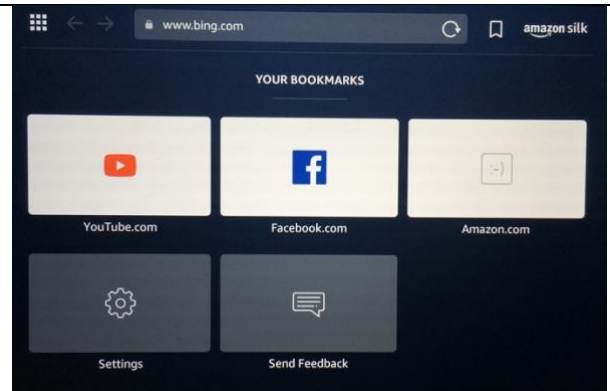 www.bing.com
amazon silk
YOUR BOOKMARKS
f
:-)
YouTube.com
Facebook.com
Amazon.com
Settings
Send Feedback